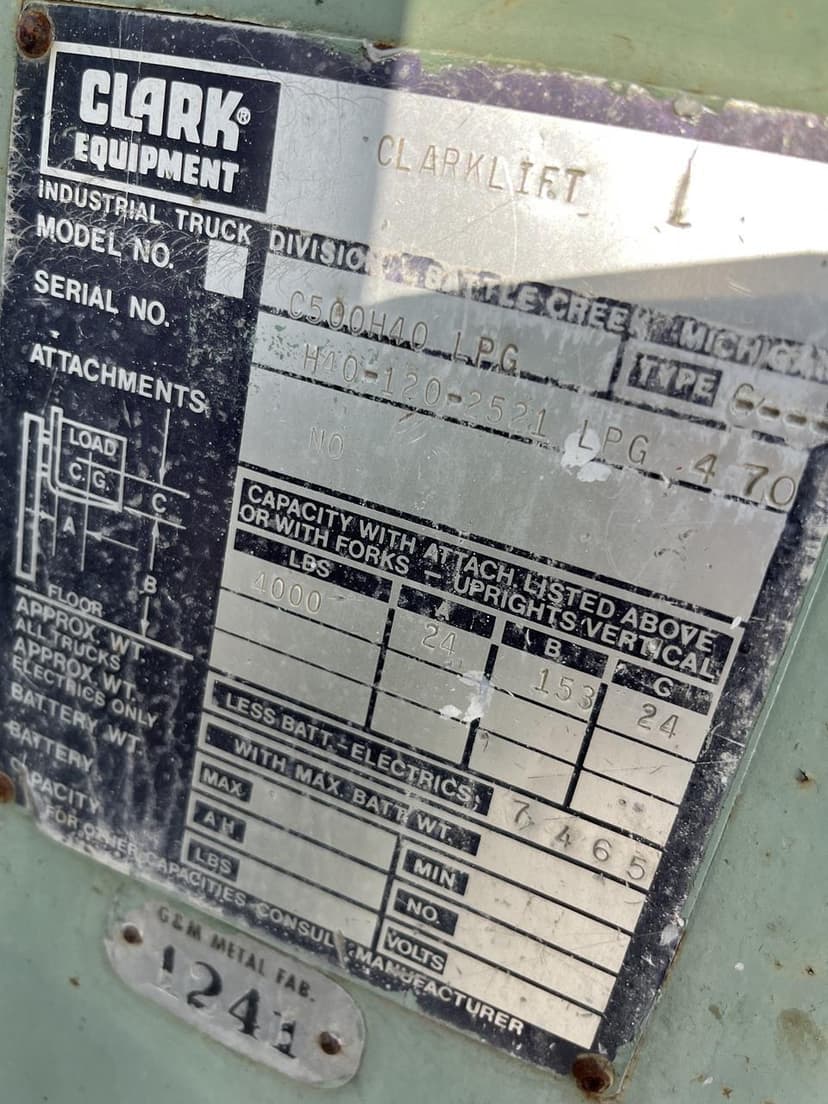 CLARK®
EQUIPMENT
CLARKLIFT
INDUSTRIAL TRUCK DIVISION BATTLE CREEK MICHIGAN
MODEL NO. C500H40 LPG TYPE
SERIAL NO. H40-120-2521 LPG 470
ATTACHMENTS NO
LOAD
C.G.
A
B
C
FLOOR
CAPACITY WITH ATTACH. LISTED ABOVE
OR WITH FORKS - UPRIGHTS VERTICAL
LBS A B C
4000 24 153 24
APPROX. WT.
ALL TRUCKS
LESS BATT.-ELECTRICS, 7465
APPROX. WT.
ELECTRICS ONLY
WITH MAX. BATT WT.
BATTERY WT. MAX. MIN
BATTERY A H NO.
CAPACITY LBS VOLTS
FOR OTHER CAPACITIES CONSULT MANUFACTURER
G&M METAL FAB.
1241